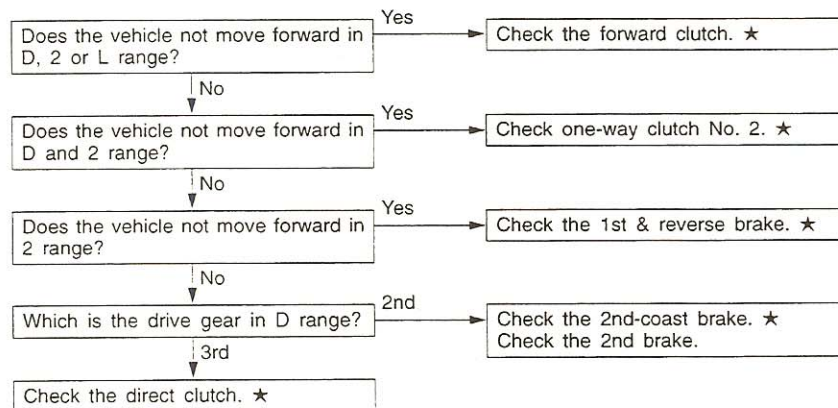 Does the vehicle not move forward in
D, 2 or L range?
Yes
Check the forward clutch. ★
No
Does the vehicle not move forward in
D and 2 range?
Yes
Check one-way clutch No. 2. ★
No
Does the vehicle not move forward in
2 range?
Yes
Check the 1st & reverse brake. ★
No
Which is the drive gear in D range?
2nd
Check the 2nd-coast brake. ★
Check the 2nd brake.
3rd
Check the direct clutch. ★